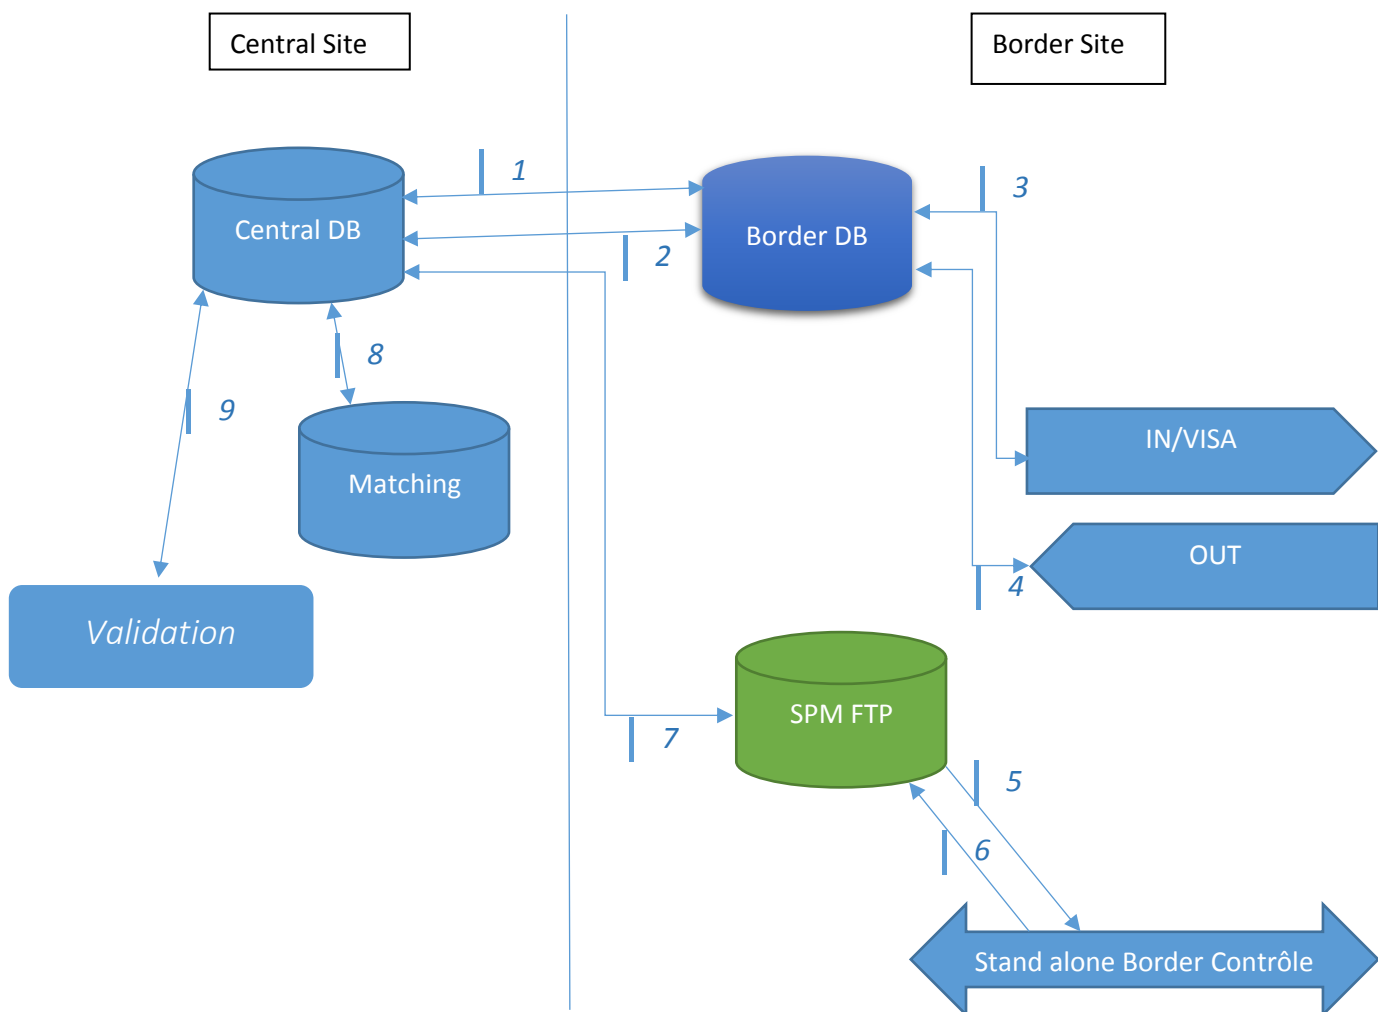 Central Site
Border Site
1
3
Central DB
Border DB
2
8
9
IN/VISA
Matching
OUT
4
Validation
SPM FTP
7
5
6
Stand alone Border Contrôle